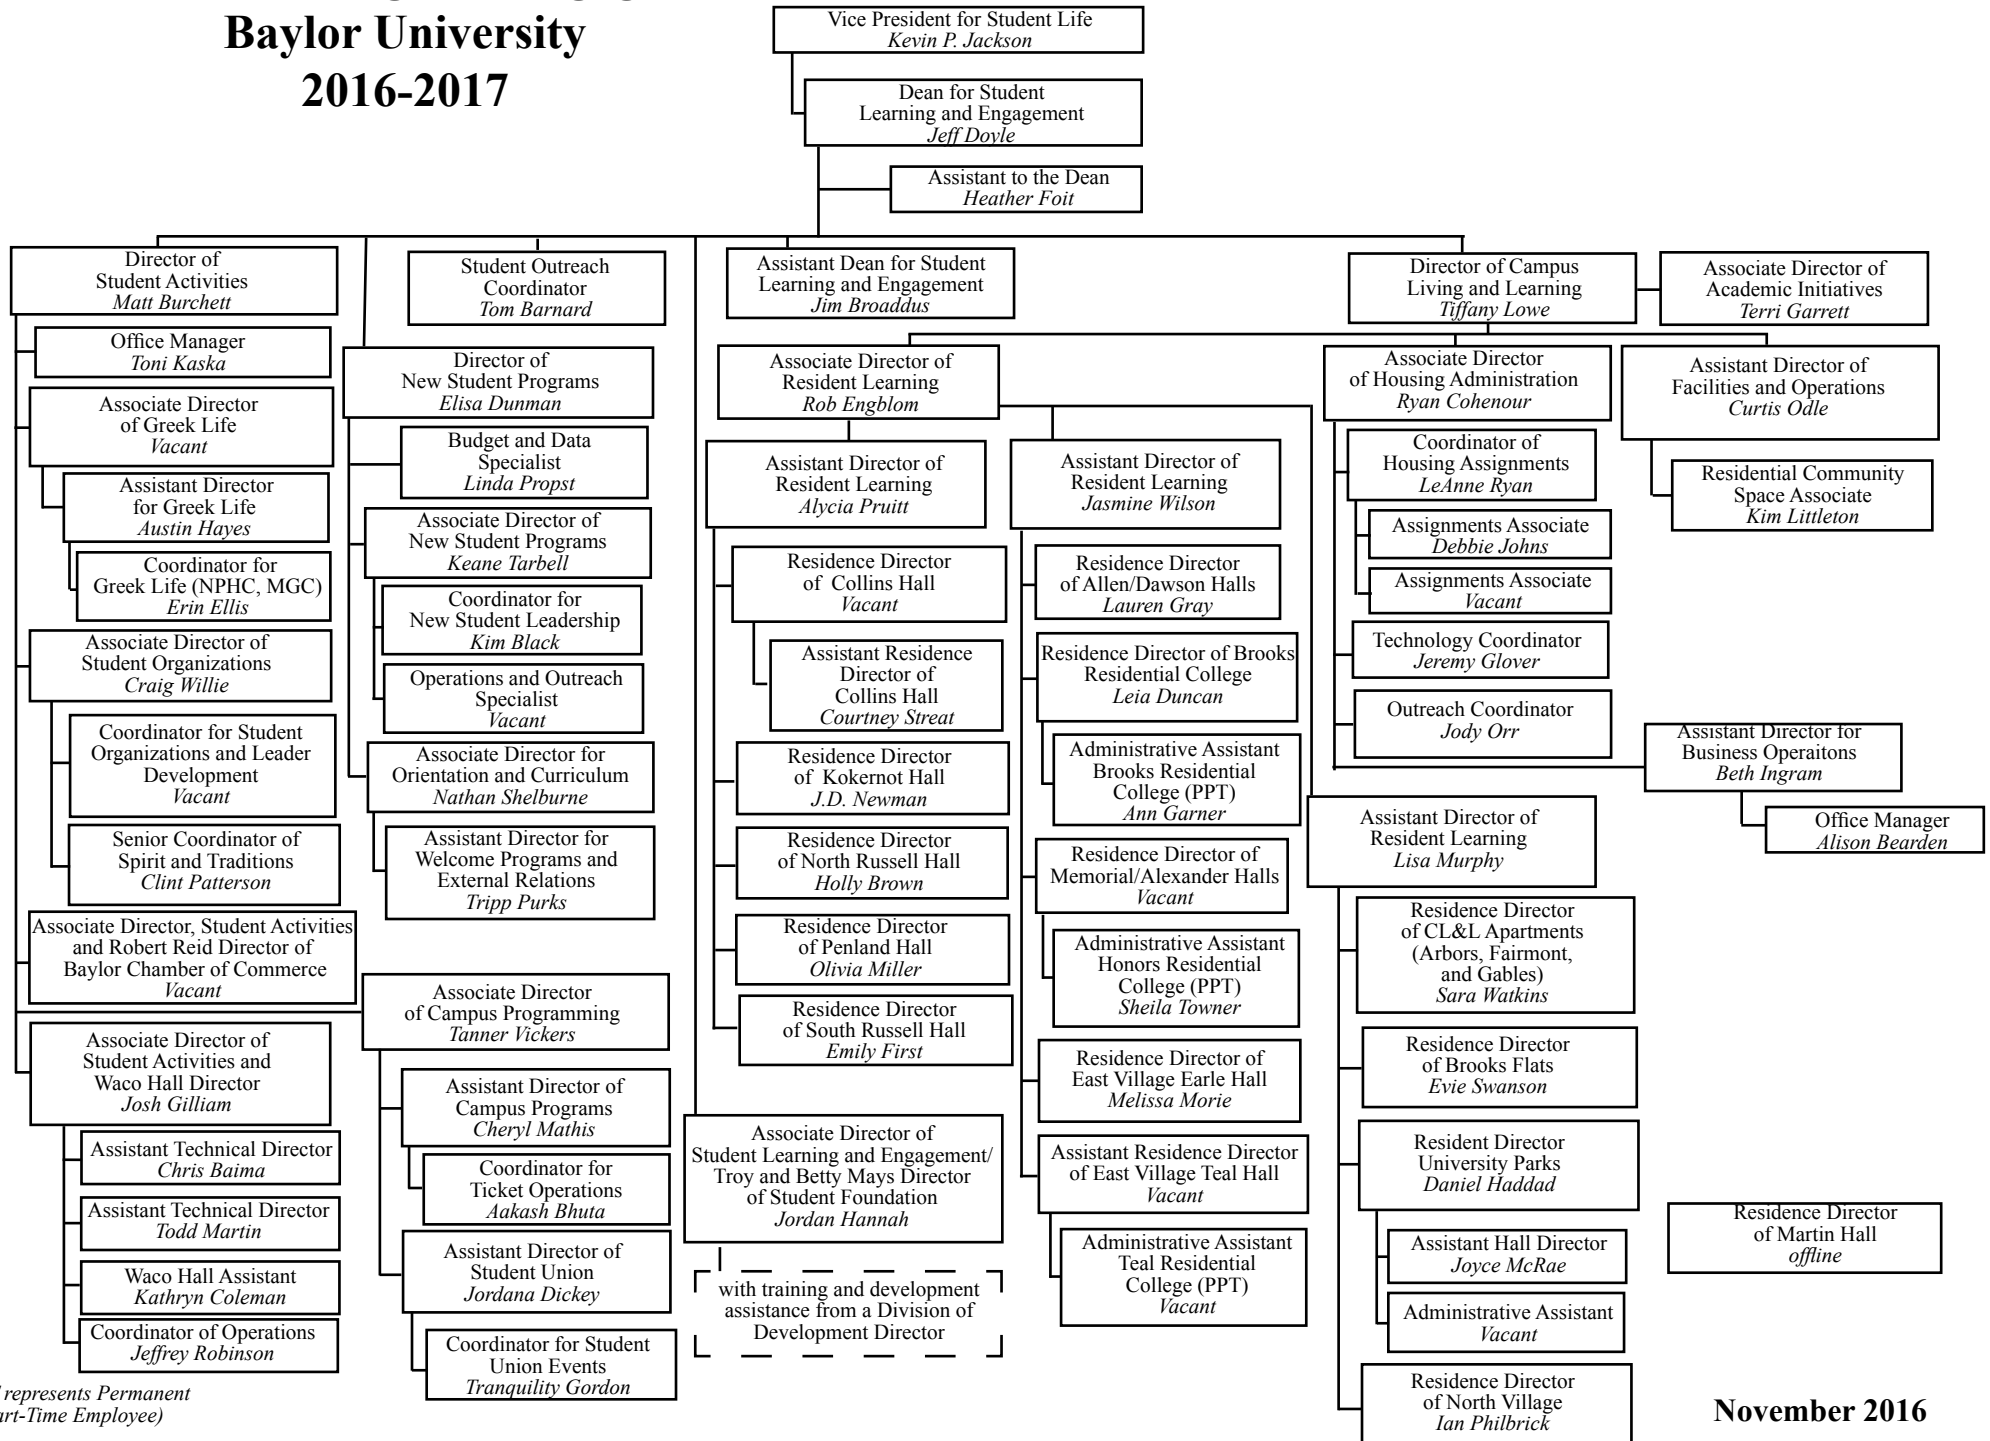 Baylor University
2016-2017
Vice President for Student Life
Kevin P. Jackson
Dean for Student
Learning and Engagement
Jeff Doyle
Assistant to the Dean
Heather Foit
Director of
Student Activities
Matt Burchett
Office Manager
Toni Kaska
Associate Director
of Greek Life
Vacant
Assistant Director
for Greek Life
Austin Hayes
Coordinator for
Greek Life (NPHC, MGC)
Erin Ellis
Associate Director of
Student Organizations
Craig Willie
Coordinator for Student
Organizations and Leader
Development
Vacant
Senior Coordinator of
Spirit and Traditions
Clint Patterson
Associate Director, Student Activities
and Robert Reid Director of
Baylor Chamber of Commerce
Vacant
Associate Director of
Student Activities and
Waco Hall Director
Josh Gilliam
Assistant Technical Director
Chris Baima
Assistant Technical Director
Todd Martin
Waco Hall Assistant
Kathryn Coleman
Coordinator of Operations
Jeffrey Robinson
Student Outreach
Coordinator
Tom Barnard
Director of
New Student Programs
Elisa Dunman
Budget and Data
Specialist
Linda Propst
Associate Director of
New Student Programs
Keane Tarbell
Coordinator for
New Student Leadership
Kim Black
Operations and Outreach
Specialist
Vacant
Associate Director for
Orientation and Curriculum
Nathan Shelburne
Assistant Director for
Welcome Programs and
External Relations
Tripp Purks
Associate Director
of Campus Programming
Tanner Vickers
Assistant Director of
Campus Programs
Cheryl Mathis
Coordinator for
Ticket Operations
Aakash Bhuta
Assistant Director of
Student Union
Jordana Dickey
Coordinator for Student
Union Events
Tranquility Gordon
Assistant Dean for Student
Learning and Engagement
Jim Broaddus
Associate Director of
Student Learning and Engagement/
Troy and Betty Mays Director
of Student Foundation
Jordan Hannah
with training and development
assistance from a Division of
Development Director
Director of Campus
Living and Learning
Tiffany Lowe
Associate Director of
Academic Initiatives
Terri Garrett
Associate Director of
Resident Learning
Rob Engblom
Assistant Director of
Resident Learning
Alycia Pruitt
Residence Director
of Collins Hall
Vacant
Assistant Residence
Director of
Collins Hall
Courtney Streat
Residence Director
of Kokernot Hall
J.D. Newman
Residence Director
of North Russell Hall
Holly Brown
Residence Director
of Penland Hall
Olivia Miller
Residence Director
of South Russell Hall
Emily First
Assistant Director of
Resident Learning
Jasmine Wilson
Residence Director
of Allen/Dawson Halls
Lauren Gray
Residence Director of Brooks
Residential College
Leia Duncan
Administrative Assistant
Brooks Residential
College (PPT)
Ann Garner
Residence Director of
Memorial/Alexander Halls
Vacant
Administrative Assistant
Honors Residential
College (PPT)
Sheila Towner
Residence Director of
East Village Earle Hall
Melissa Morie
Assistant Residence Director
of East Village Teal Hall
Vacant
Administrative Assistant
Teal Residential
College (PPT)
Vacant
Associate Director
of Housing Administration
Ryan Cohenour
Coordinator of
Housing Assignments
LeAnne Ryan
Assignments Associate
Debbie Johns
Assignments Associate
Vacant
Technology Coordinator
Jeremy Glover
Outreach Coordinator
Jody Orr
Assistant Director for
Business Operaitons
Beth Ingram
Office Manager
Alison Bearden
Assistant Director of
Facilities and Operations
Curtis Odle
Residential Community
Space Associate
Kim Littleton
Assistant Director of
Resident Learning
Lisa Murphy
Residence Director
of CL&L Apartments
(Arbors, Fairmont,
and Gables)
Sara Watkins
Residence Director
of Brooks Flats
Evie Swanson
Resident Director
University Parks
Daniel Haddad
Assistant Hall Director
Joyce McRae
Administrative Assistant
Vacant
Residence Director
of North Village
Ian Philbrick
Residence Director
of Martin Hall
offline
represents Permanent
art-Time Employee)
November 2016